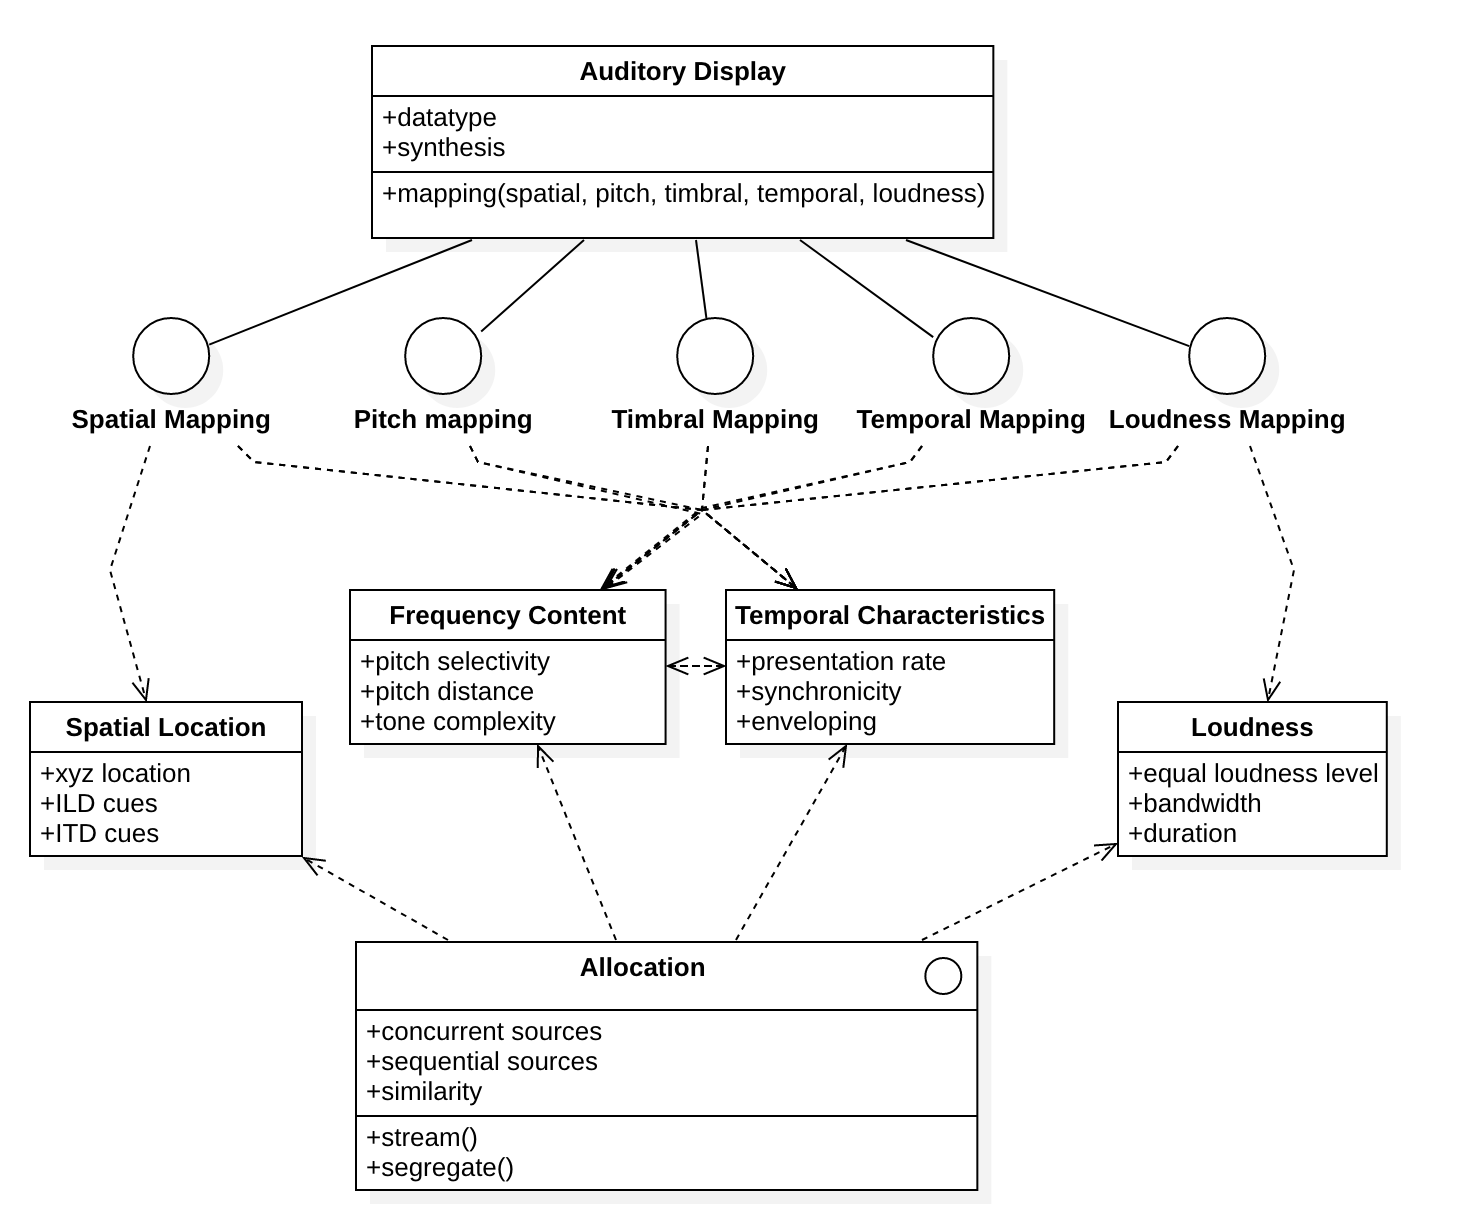 Auditory Display
+datatype
+synthesis
+mapping(spatial, pitch, timbral, temporal, loudness)
Spatial Mapping
Pitch mapping
Timbral Mapping
Temporal Mapping
Loudness Mapping
Frequency Content
+pitch selectivity
+pitch distance
+tone complexity
Temporal Characteristics
+presentation rate
+synchronicity
+enveloping
Spatial Location
+xyz location
+ILD cues
+ITD cues
Loudness
+equal loudness level
+bandwidth
+duration
Allocation
+concurrent sources
+sequential sources
+similarity
+stream()
+segregate()